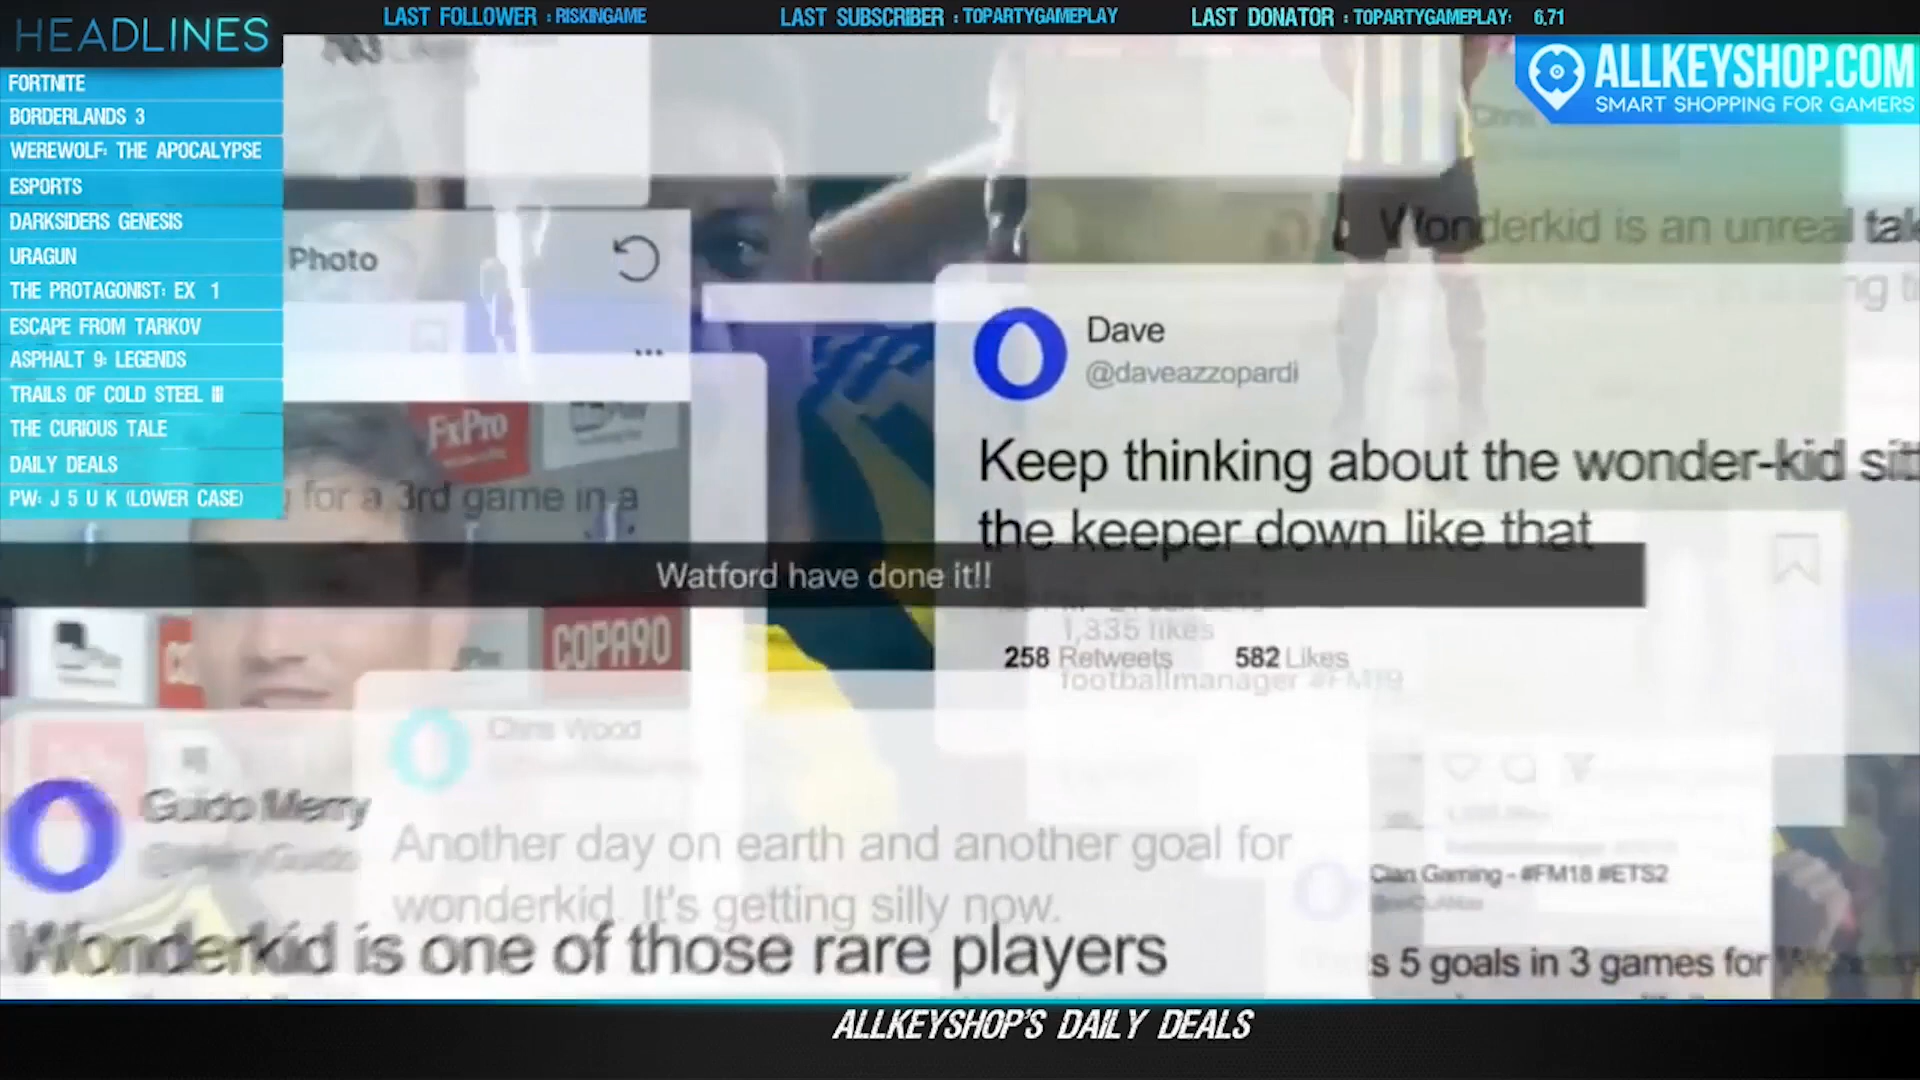 HEADLINES
LAST FOLLOWER : RISKINGAME
LAST SUBSCRIBER : TOPARTYGAMEPLAY
LAST DONATOR : TOPARTYGAMEPLAY: 6.71
ALLKEYSHOP.COM
SMART SHOPPING FOR GAMERS
FORTNITE
BORDERLANDS 3
WEREWOLF: THE APOCALYPSE
ESPORTS
DARKSIDERS GENESIS
URAGUN
THE PROTAGONIST: EX 1
ESCAPE FROM TARKOV
ASPHALT 9: LEGENDS
TRAILS OF COLD STEEL III
THE CURIOUS TALE
DAILY DEALS
PW: J 5 U K (LOWER CASE)
Photo
Wonderkid is an unreal
Dave
@daveazzopardi
Keep thinking about the wonder-kid
the keeper down like that
FxPro
for a 3rd game in a
Watford have done it!!
COPA90
1,335 likes
258 Retweets 582 Likes
footballmanager #FM19
Chris Wood
Guido Merry
Another day on earth and another goal for
wonderkid. It's getting silly now.
Wonderkid is one of those rare players
Clan Gaming - #FM18 #ETS2
5 goals in 3 games for
ALLKEYSHOP'S DAILY DEALS